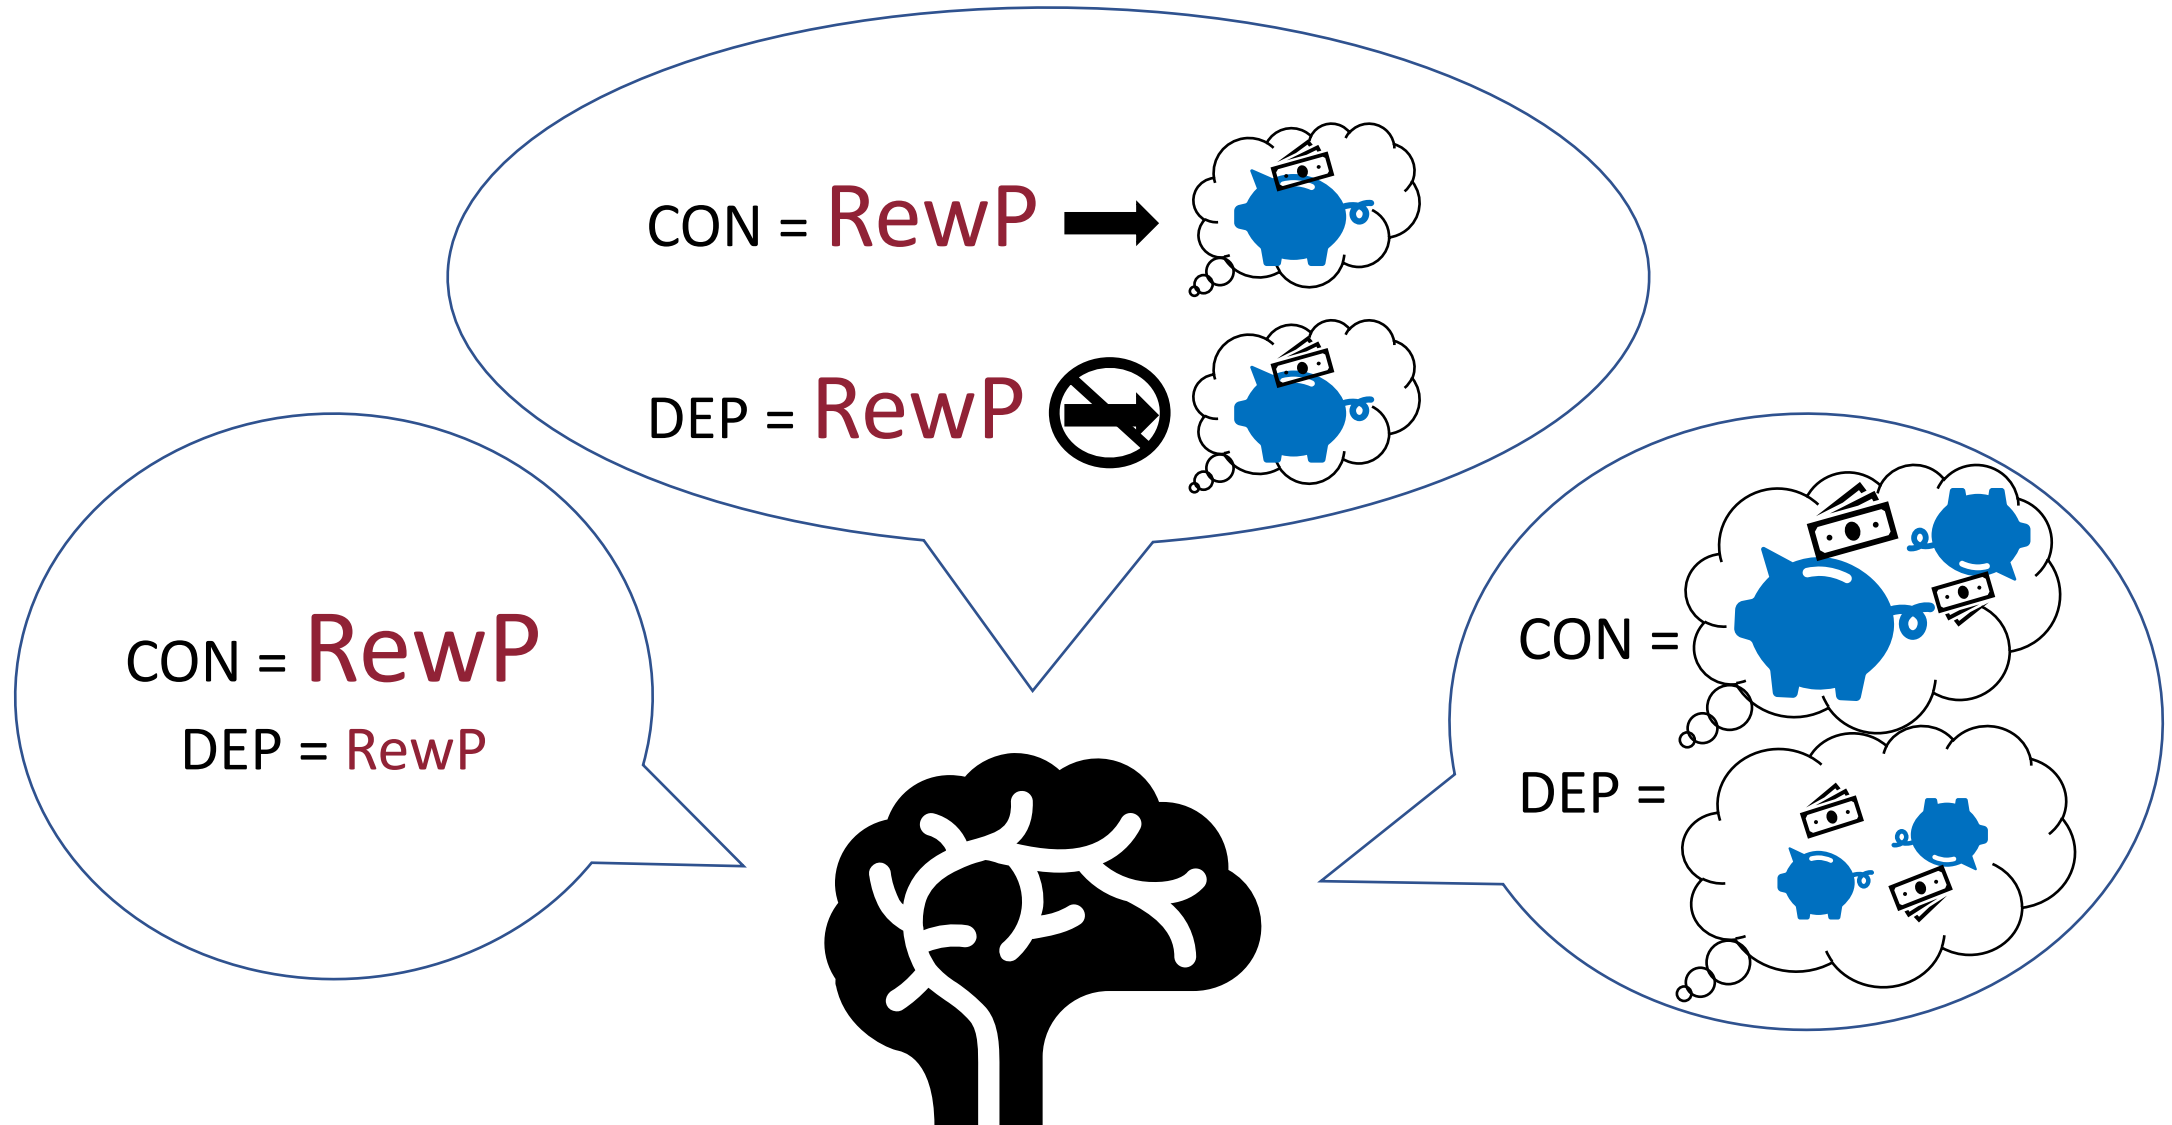 CON = RewP
DEP = RewP
CON = RewP
DEP = RewP
CON =
DEP =